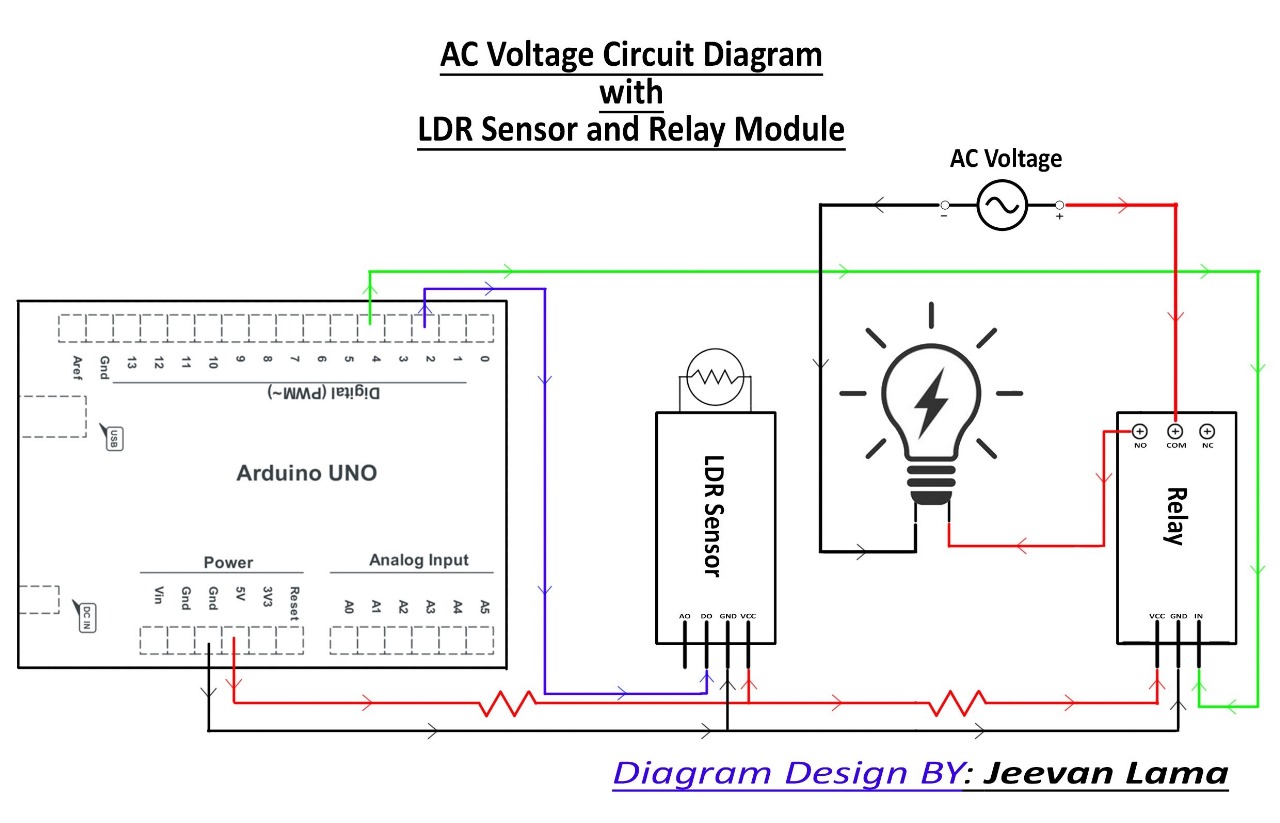 AC Voltage Circuit Diagram
with
LDR Sensor and Relay Module
AC Voltage
- +
Aref Gnd 13 12 11 10 9 8 7 6 5 4 3 2 1 0
Digital (PWM~)
USB
Arduino UNO
Power
Analog Input
Vin Gnd Gnd 5V 3V3 Reset
A0 A1 A2 A3 A4 A5
DC IN
LDR Sensor
AO DO GND VCC
NO COM NC
Relay
VCC GND IN
Diagram Design BY: Jeevan Lama